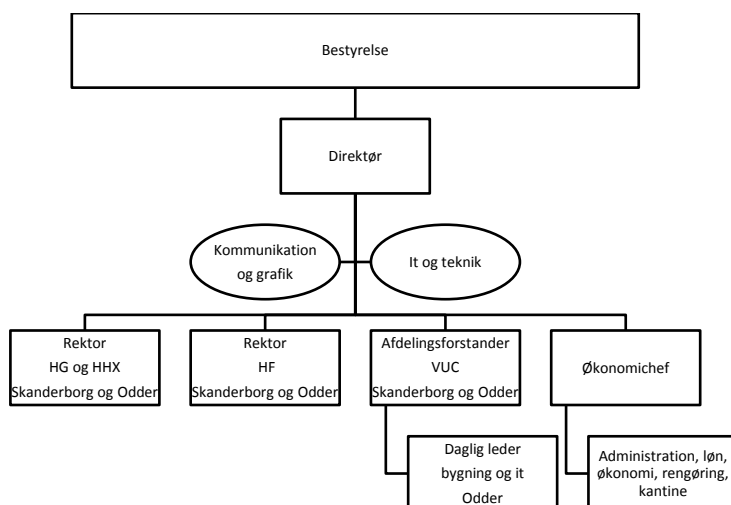 Bestyrelse
Direktør
Kommunikation
og grafik
It og teknik
Rektor
HG og HHX
Skanderborg og Odder
Rektor
HF
Skanderborg og Odder
Afdelingsforstander
VUC
Skanderborg og Odder
Økonomichef
Daglig leder
bygning og it
Odder
Administration, løn,
økonomi, rengøring,
kantine